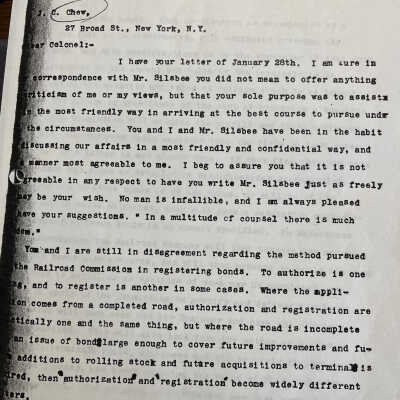 J. S. Chew,
27 Broad St., New York, N.Y.
ear Colonel:-
I have your letter of January 28th. I am sure in
correspondence with Mr. Silsbee you did not mean to offer anything
riticism of me or my views, but that your sole purpose was to assistx
the most friendly way in arriving at the best course to pursue under
the circumstances. You and I and Mr. Silsbee have been in the habit
iscussing our affairs in a most friendly and confidential way, and
manner most agreeable to me. I beg to assure you that it is not
greeable in any respect to have you write Mr. Silsbee just as freely
may be your wish. No man is infallible, and I am always pleased
ave your suggestions. " In a multitude of counsel there is much
dom."
You and I are still in disagreement regarding the method pursued
the Railroad Commission in registering bonds. To authorize is one
ng, and to register is another in some cases. Where the appli-
ion comes from a completed road, authorization and registration are
ctically one and the same thing, but where the road is incomplete
an issue of bonds large enough to cover future improvements and fu-
additions to rolling stock and future acquisitions to terminals is
ired, then "authorization" and "registration" become widely different
ters.